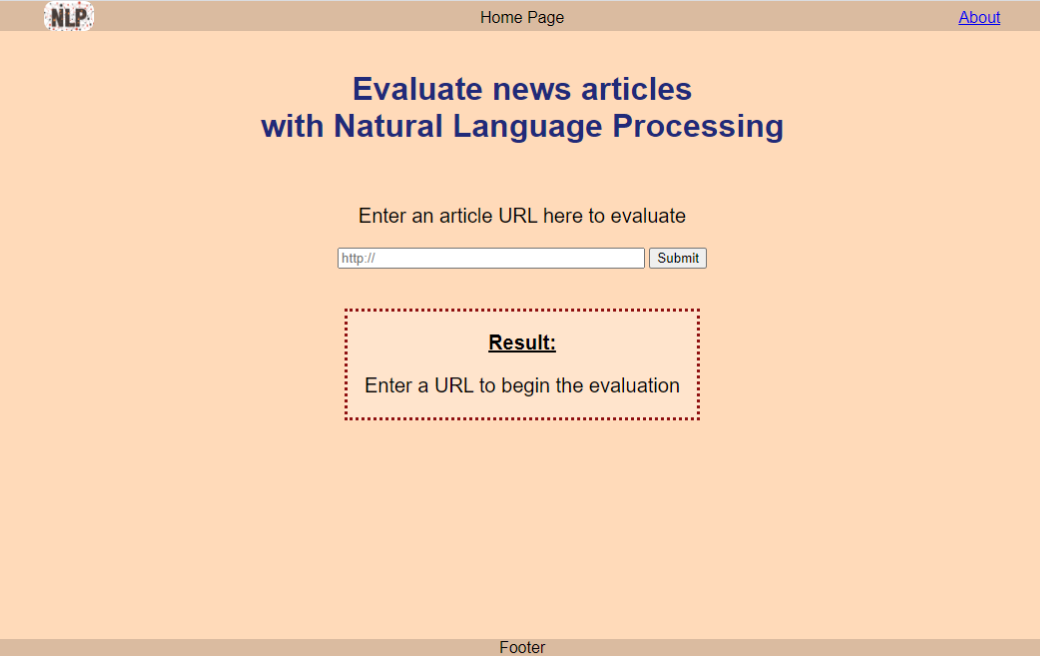 NLP
Home Page
About
Evaluate news articles
with Natural Language Processing
Enter an article URL here to evaluate
http://
Submit
Result:
Enter a URL to begin the evaluation
Footer